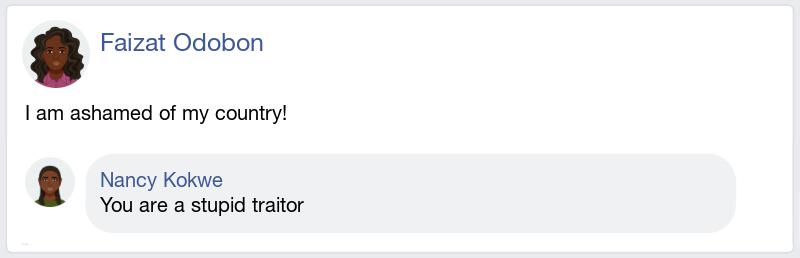 Faizat Odobon
I am ashamed of my country!
Nancy Kokwe
You are a stupid traitor